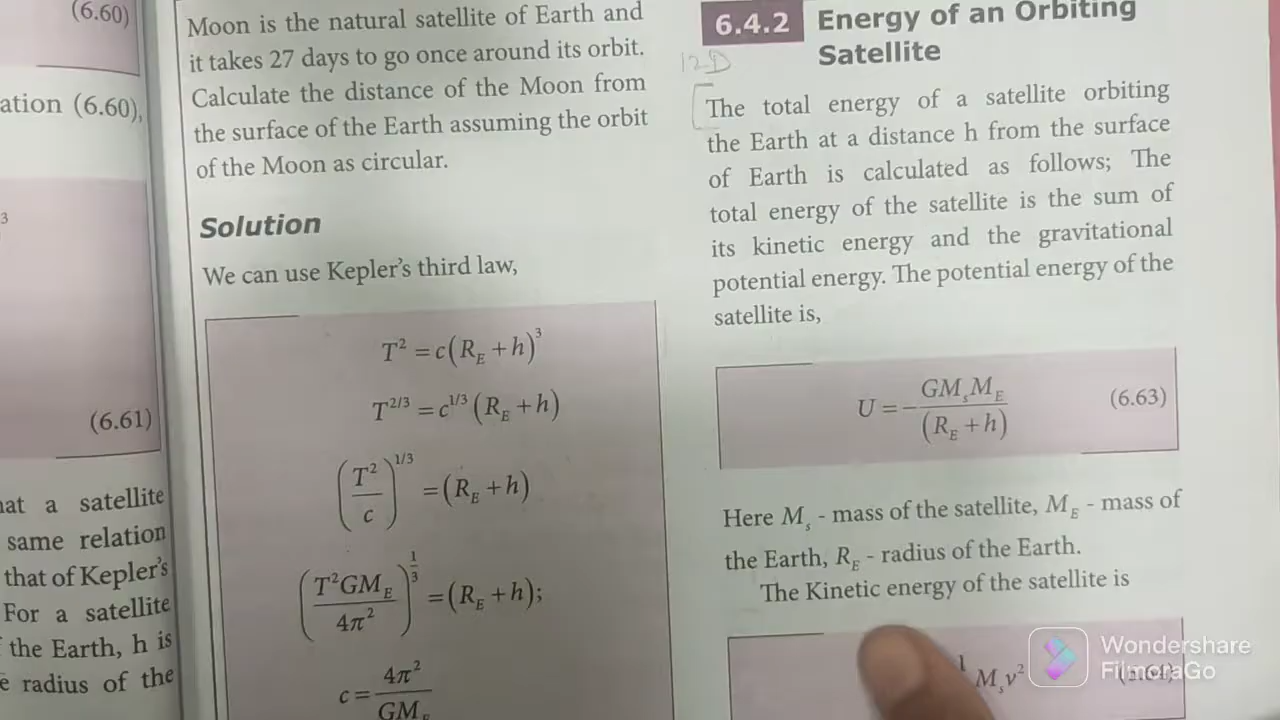 (6.60)
ation (6.60),
3
(6.61)
at a satellite
same relation
that of Kepler's
For a satellite
the Earth, h is
e radius of the
Moon is the natural satellite of Earth and
it takes 27 days to go once around its orbit.
Calculate the distance of the Moon from
the surface of the Earth assuming the orbit
of the Moon as circular.
Solution
We can use Kepler's third law,
T² = c(R_E + h)³
T^{2/3} = c^{1/3} (R_E + h)
(T²/c)^{1/3} = (R_E + h)
(T²GM_E/4π²)^{1/3} = (R_E + h);
c = 4π²/GM_E
6.4.2 Energy of an Orbiting
Satellite
12D
The total energy of a satellite orbiting
the Earth at a distance h from the surface
of Earth is calculated as follows; The
total energy of the satellite is the sum of
its kinetic energy and the gravitational
potential energy. The potential energy of the
satellite is,
U = -GM_sM_E/(R_E + h) (6.63)
Here M_s - mass of the satellite, M_E - mass of
the Earth, R_E - radius of the Earth.
The Kinetic energy of the satellite is
M_sv²
Wondershare
FilmoraGo